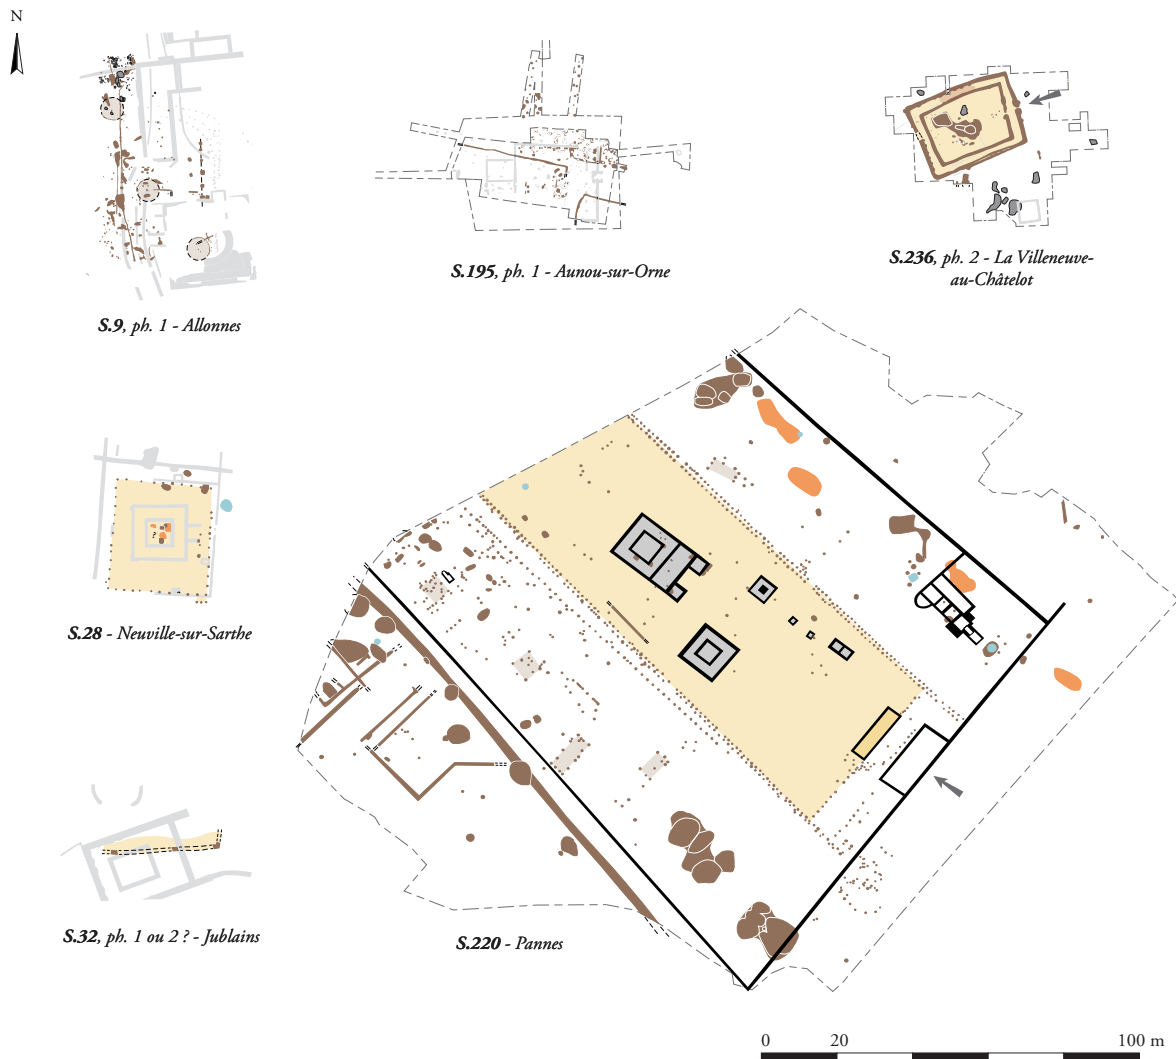 N
S.9, ph. 1 - Allonnes
S.195, ph. 1 - Aunou-sur-Orne
S.236, ph. 2 - La Villeneuve-
au-Châtelot
S.28 - Neuville-sur-Sarthe
S.32, ph. 1 ou 2 ? - Jublains
S.220 - Pannes
0 20 100 m